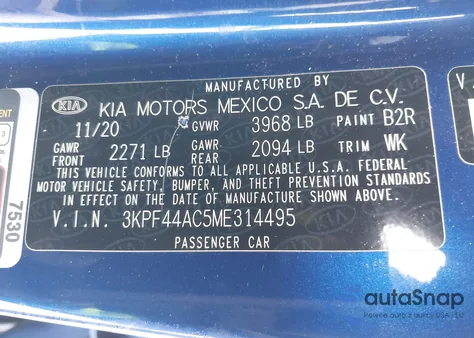 MANUFACTURED BY
KIA KIA MOTORS MEXICO S.A. DE C.V.
11/20 GVWR 3968 LB PAINT B2R
GAWR FRONT 2271 LB GAWR REAR 2094 LB TRIM WK
THIS VEHICLE CONFORMS TO ALL APPLICABLE U.S.A. FEDERAL
MOTOR VEHICLE SAFETY, BUMPER, AND THEFT PREVENTION STANDARDS
IN EFFECT ON THE DATE OF MANUFACTURE SHOWN ABOVE.
V.I.N. 3KPF44AC5ME314495
PASSENGER CAR
7530
autoSnap